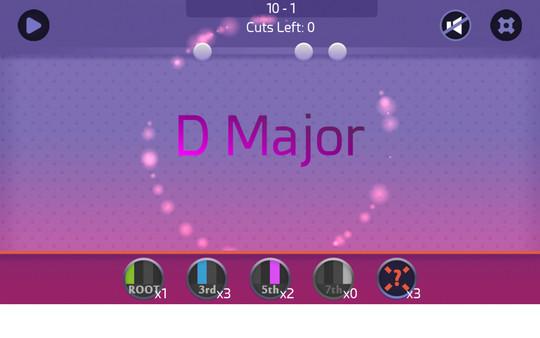 10 - 1
Cuts Left: 0
D Major
ROOT x1
3rd x3
5th x2
7th x0
? x3